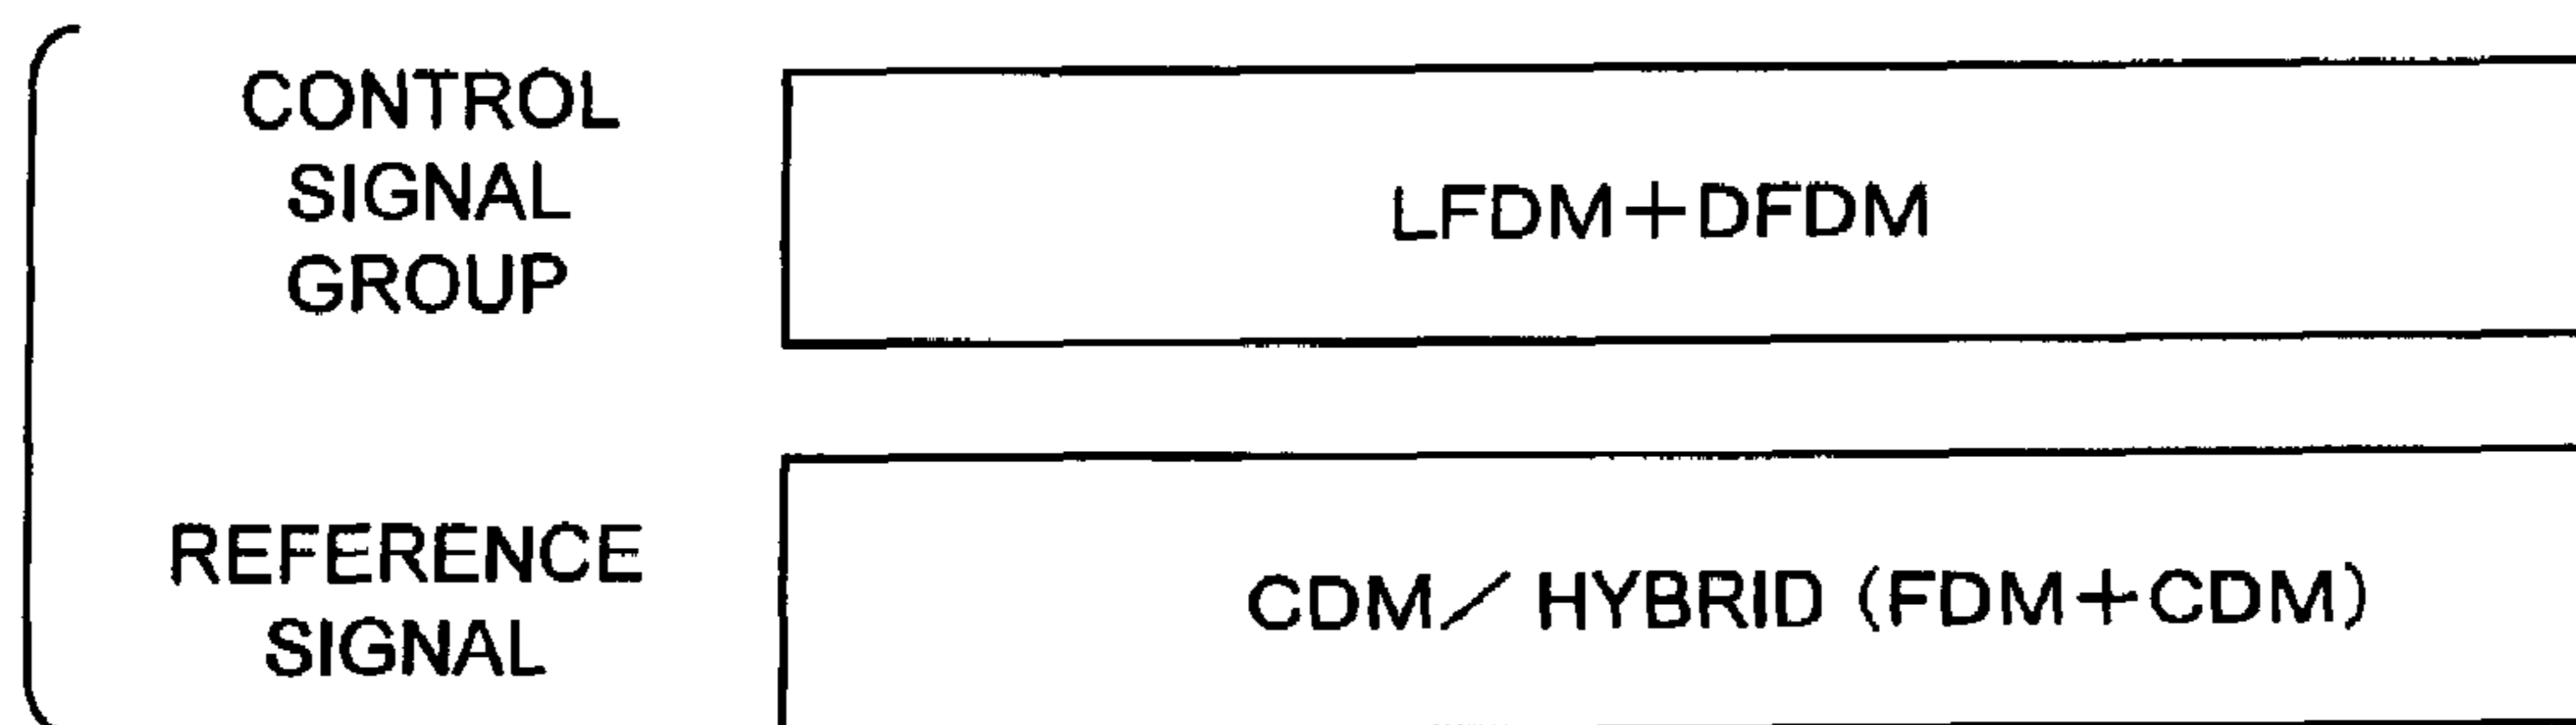 CONTROL
SIGNAL
GROUP
LFDM+DFDM
REFERENCE
SIGNAL
CDM/ HYBRID (FDM+CDM)